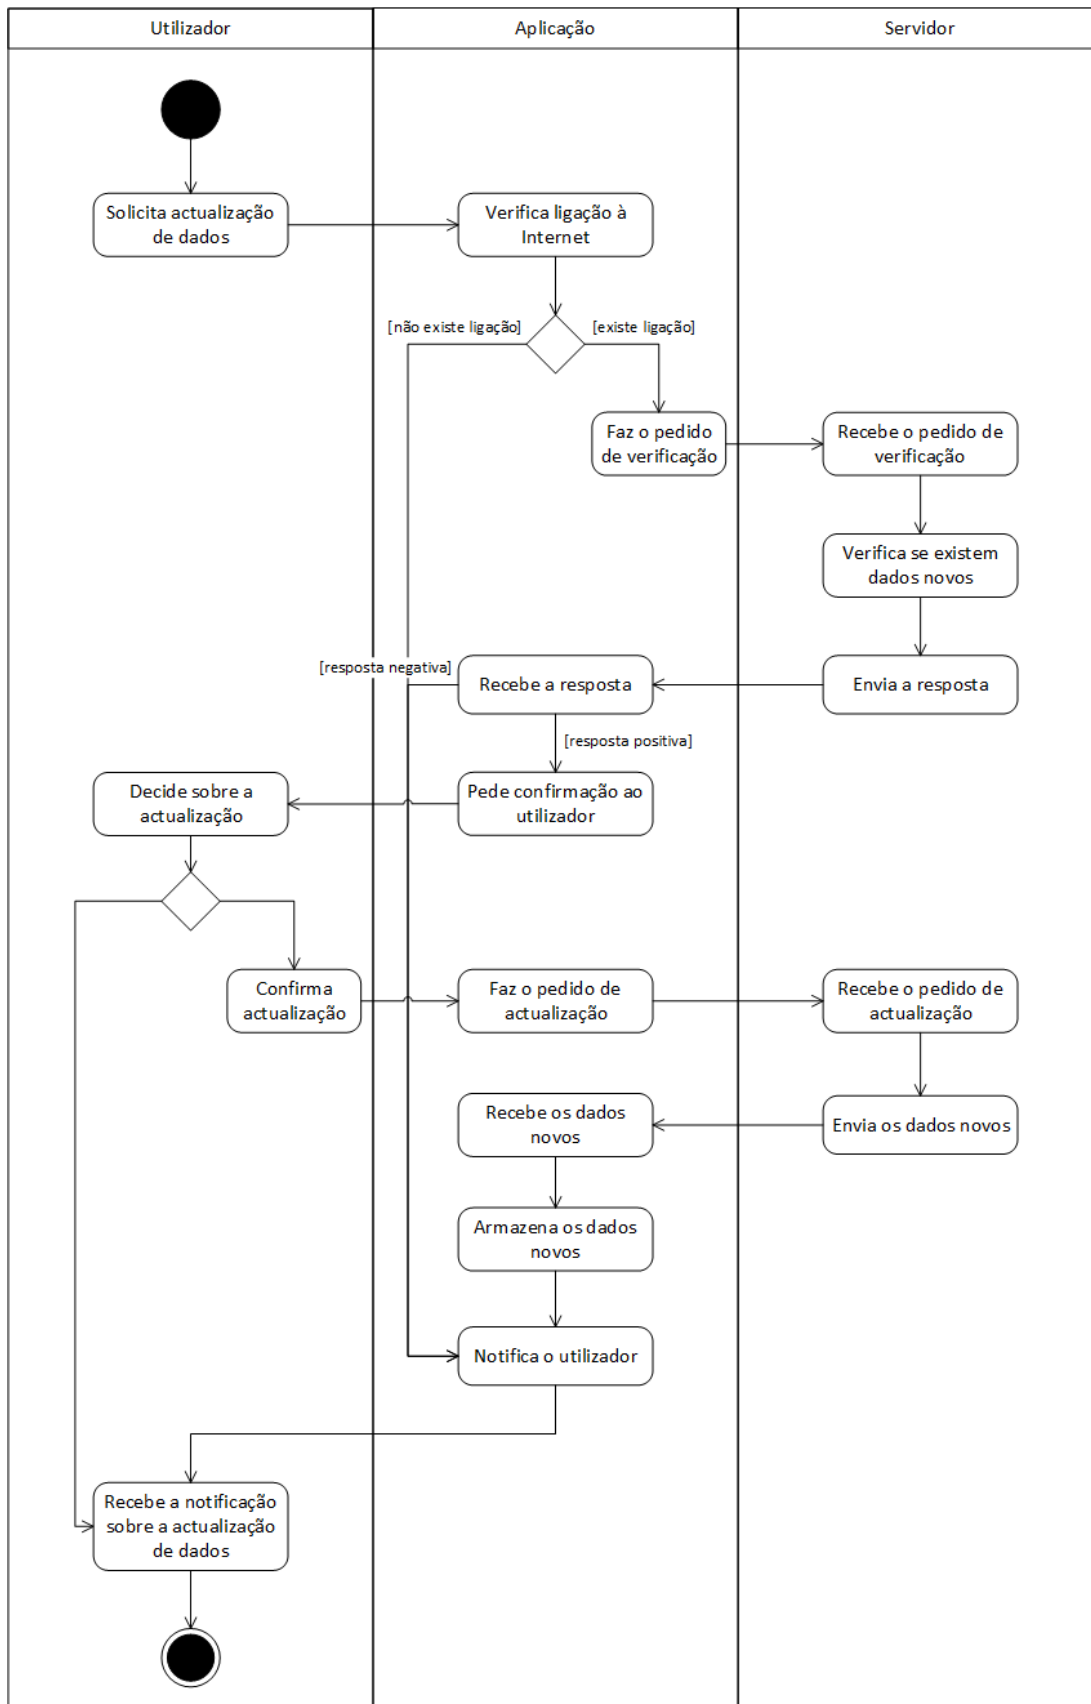 Utilizador
Aplicação
Servidor
Solicita actualização
de dados
Verifica ligação à
Internet
[não existe ligação]
[existe ligação]
Faz o pedido
de verificação
Recebe o pedido de
verificação
Verifica se existem
dados novos
[resposta negativa]
Recebe a resposta
Envia a resposta
[resposta positiva]
Decide sobre a
actualização
Pede confirmação ao
utilizador
Confirma
actualização
Faz o pedido de
actualização
Recebe o pedido de
actualização
Recebe os dados
novos
Envia os dados novos
Armazena os dados
novos
Notifica o utilizador
Recebe a notificação
sobre a actualização
de dados